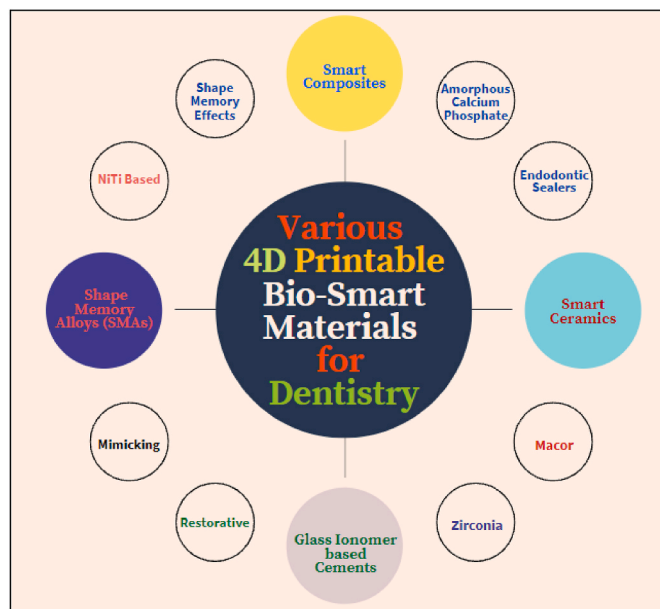 Smart
Composites
Shape
Memory
Effects
Amorphous
Calcium
Phosphate
NiTi Based
Endodontic
Sealers
Various
4D Printable
Bio-Smart
Materials
for
Dentistry
Shape
Memory
Alloys (SMAs)
Smart
Ceramics
Mimicking
Macor
Restorative
Zirconia
Glass Ionomer
based
Cements